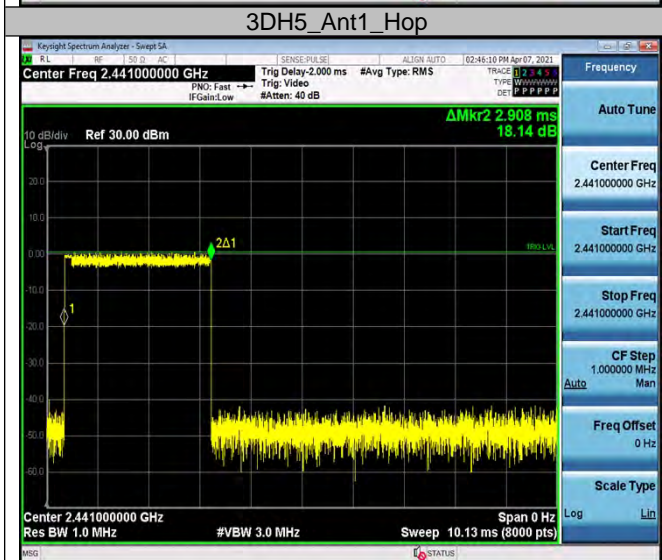 3DH5_Ant1_Hop
Keysight Spectrum Analyzer - Swept SA
RL RF 50 Ω AC SENSE:PULSE ALIGN AUTO 02:46:10 PM Apr 07, 2021
Center Freq 2.441000000 GHz
PNO: Fast
IFGain:Low
Trig Delay-2.000 ms
Trig: Video
#Atten: 40 dB
#Avg Type: RMS
TRACE 1 2 3 4 5 6
TYPE WWWWWW
DET P P P P P P
ΔMkr2 2.908 ms
18.14 dB
10 dB/div Ref 30.00 dBm
Log
20.0
10.0
0.00
-10.0
-20.0
-30.0
-40.0
-50.0
-60.0
2Δ1
1
TRIG LVL
Center 2.441000000 GHz Span 0 Hz
Res BW 1.0 MHz #VBW 3.0 MHz Sweep 10.13 ms (8000 pts)
MSG STATUS
Frequency
Auto Tune
Center Freq
2.441000000 GHz
Start Freq
2.441000000 GHz
Stop Freq
2.441000000 GHz
CF Step
1.000000 MHz
Auto Man
Freq Offset
0 Hz
Scale Type
Log Lin